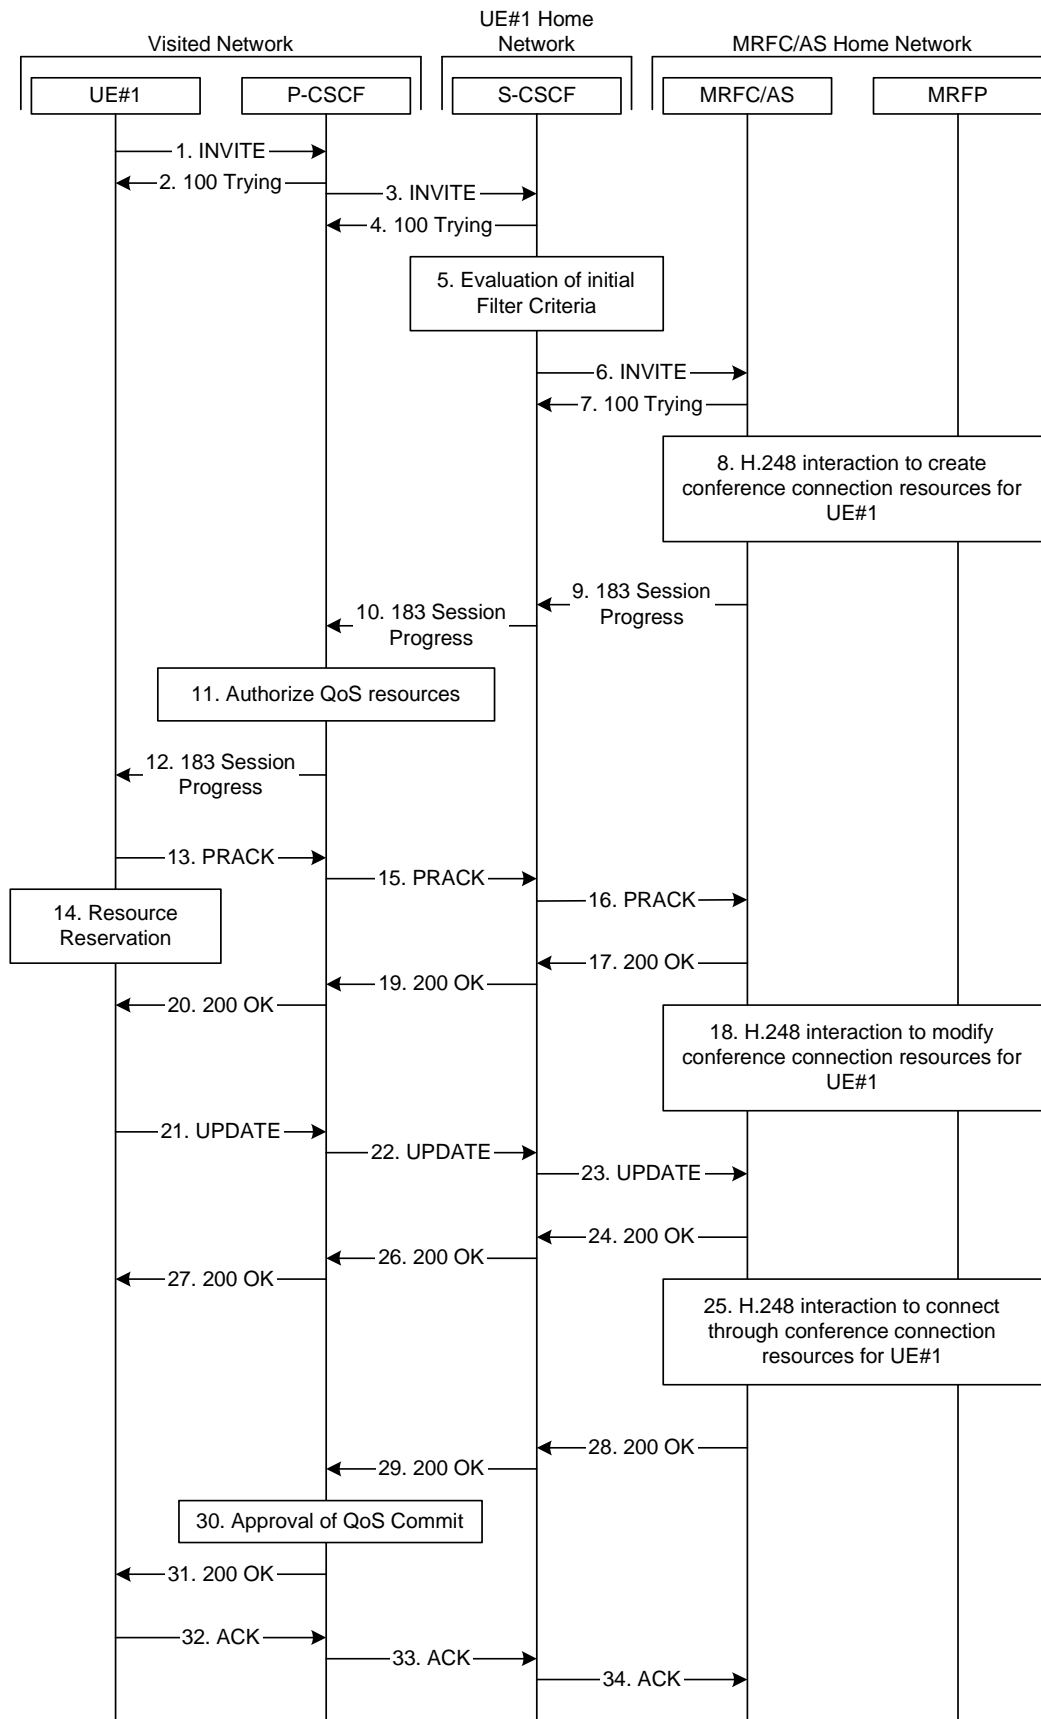 UE#1 Home
Network
Visited Network
MRFC/AS Home Network
UE#1
P-CSCF
S-CSCF
MRFC/AS
MRFP
1. INVITE
2. 100 Trying
3. INVITE
4. 100 Trying
5. Evaluation of initial
Filter Criteria
6. INVITE
7. 100 Trying
8. H.248 interaction to create
conference connection resources for
UE#1
9. 183 Session
Progress
10. 183 Session
Progress
11. Authorize QoS resources
12. 183 Session
Progress
13. PRACK
15. PRACK
16. PRACK
14. Resource
Reservation
17. 200 OK
19. 200 OK
20. 200 OK
18. H.248 interaction to modify
conference connection resources for
UE#1
21. UPDATE
22. UPDATE
23. UPDATE
24. 200 OK
26. 200 OK
27. 200 OK
25. H.248 interaction to connect
through conference connection
resources for UE#1
28. 200 OK
29. 200 OK
30. Approval of QoS Commit
31. 200 OK
32. ACK
33. ACK
34. ACK